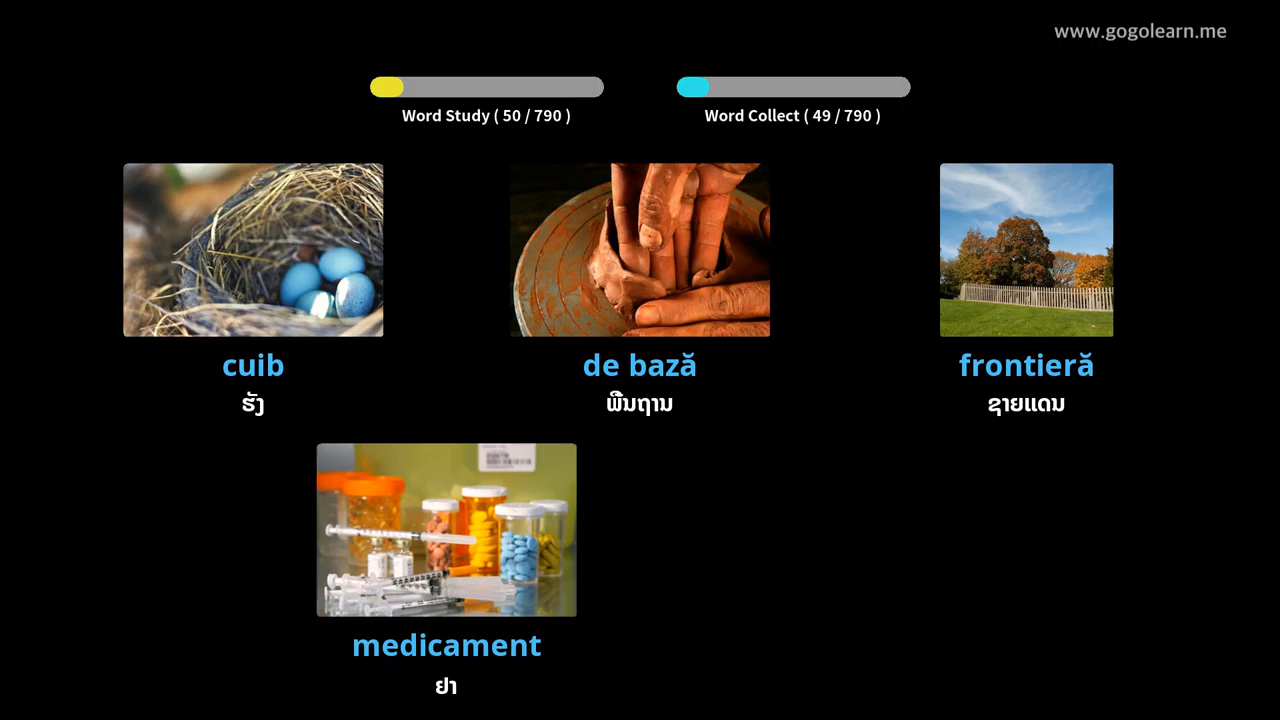 www.gogolearn.me
Word Study ( 50 / 790 )
Word Collect ( 49 / 790 )
cuib
ຮັງ
de bază
ພື້ນຖານ
frontieră
ຊາຍແດນ
medicament
ຢາ